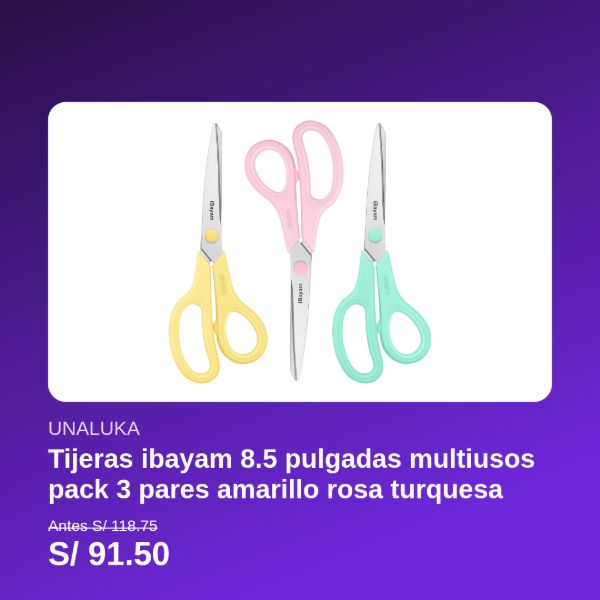 iBayam
iBayam
iBayam
UNALUKA
Tijeras ibayam 8.5 pulgadas multiusos
pack 3 pares amarillo rosa turquesa
Antes S/ 118.75
S/ 91.50